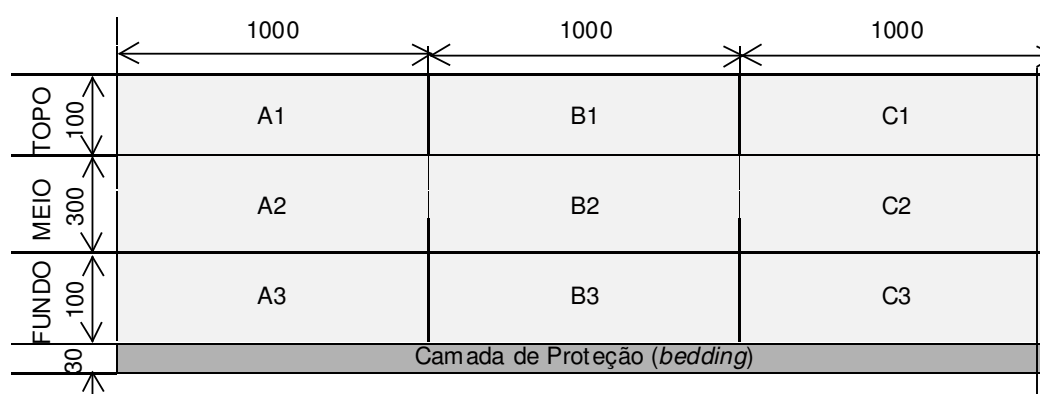 1000 1000 1000
TOPO 100 A1 B1 C1
MEIO 300 A2 B2 C2
FUNDO 100 A3 B3 C3
30 Camada de Proteção (bedding)